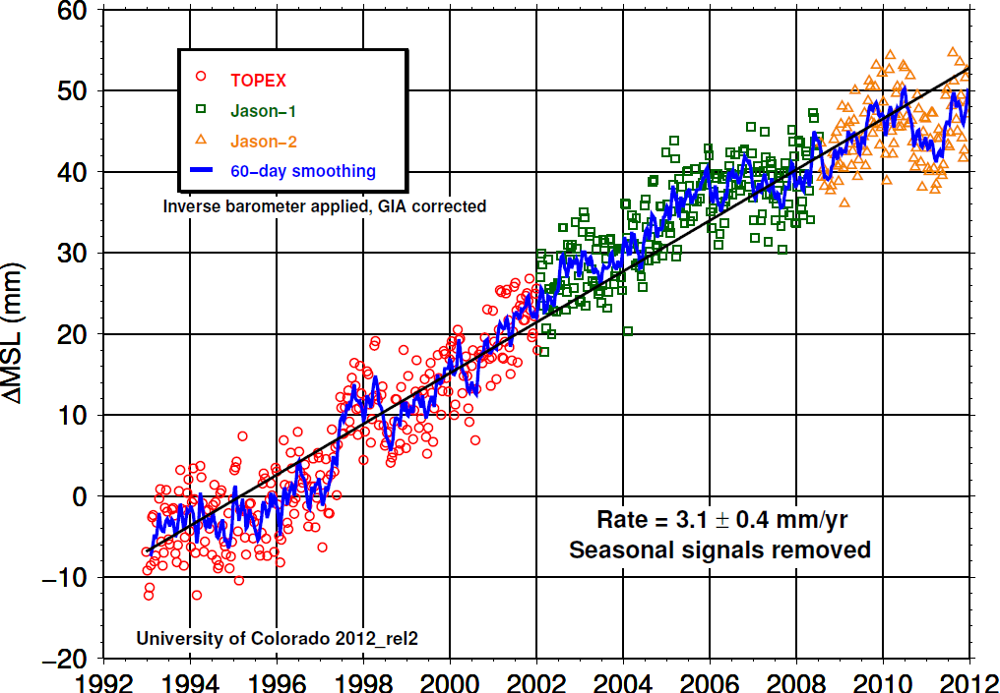 60
50
40
30
20
10
0
−10
−20
ΔMSL (mm)
TOPEX
Jason−1
Jason−2
60−day smoothing
Inverse barometer applied, GIA corrected
Rate = 3.1 ± 0.4 mm/yr
Seasonal signals removed
University of Colorado 2012_rel2
1992 1994 1996 1998 2000 2002 2004 2006 2008 2010 2012